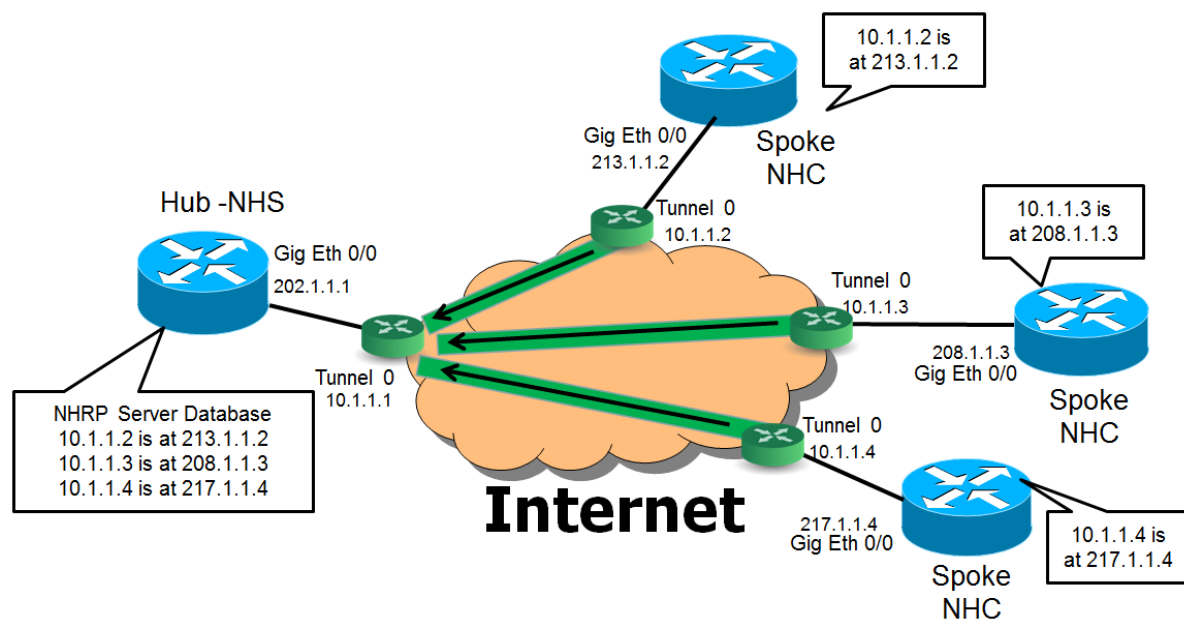 10.1.1.2 is
at 213.1.1.2
Gig Eth 0/0
213.1.1.2
Spoke
NHC
Hub -NHS
Gig Eth 0/0
202.1.1.1
Tunnel 0
10.1.1.2
10.1.1.3 is
at 208.1.1.3
Tunnel 0
10.1.1.3
208.1.1.3
Gig Eth 0/0
Spoke
NHC
Tunnel 0
10.1.1.1
NHRP Server Database
10.1.1.2 is at 213.1.1.2
10.1.1.3 is at 208.1.1.3
10.1.1.4 is at 217.1.1.4
Tunnel 0
10.1.1.4
Internet
217.1.1.4
Gig Eth 0/0
10.1.1.4 is
at 217.1.1.4
Spoke
NHC